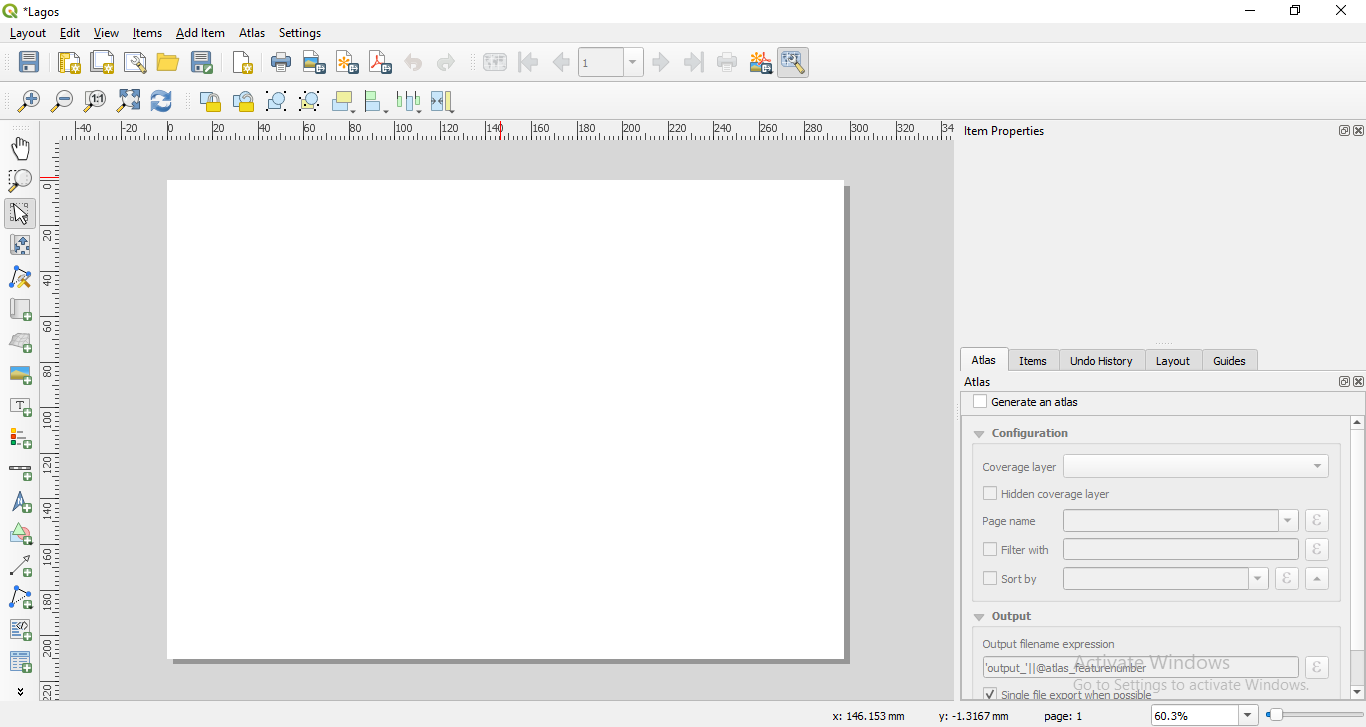 *Lagos
Layout Edit View Items Add Item Atlas Settings
1
-40 -20 0 20 40 60 80 100 120 140 160 180 200 220 240 260 280 300 320 34
0 20 40 60 80 100 120 140 160 180 200 220
Item Properties
Atlas Items Undo History Layout Guides
Atlas
Generate an atlas
Configuration
Coverage layer
Hidden coverage layer
Page name
Filter with
Sort by
Output
Output filename expression
'output_'||@atlas_featurenumber
Single file export when possible
Activate Windows
Go to Settings to activate Windows.
x: 146.153 mm y: -1.3167 mm page: 1 60.3%